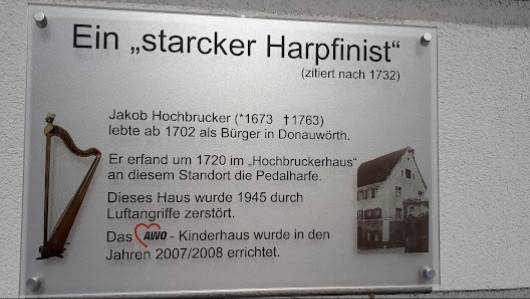 Ein „starcker Harpfinist“
(zitiert nach 1732)
Jakob Hochbrucker (*1673 †1763)
lebte ab 1702 als Bürger in Donauwörth.
Er erfand um 1720 im „Hochbruckerhaus“
an diesem Standort die Pedalharfe.
Dieses Haus wurde 1945 durch
Luftangriffe zerstört.
Das AWO - Kinderhaus wurde in den
Jahren 2007/2008 errichtet.